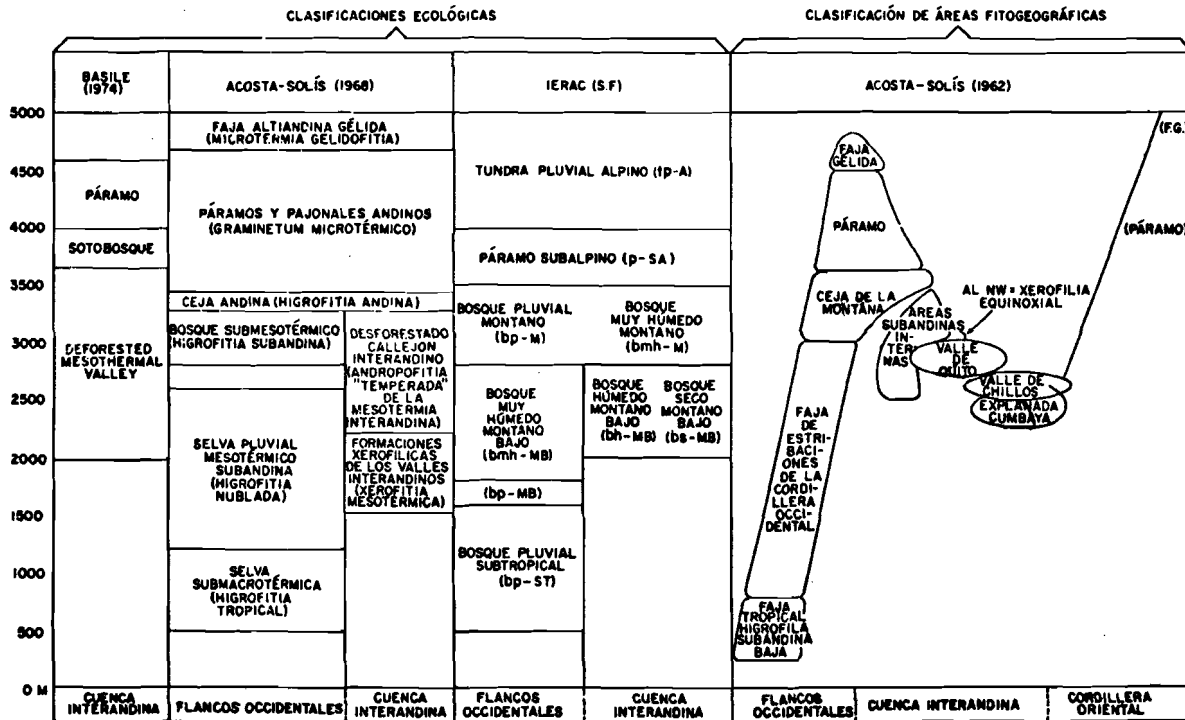 CLASIFICACIONES ECOLÓGICAS
CLASIFICACIÓN DE ÁREAS FITOGEOGRÁFICAS
BASILE
(1974)
ACOSTA-SOLÍS (1968)
IERAC (S.F)
ACOSTA-SOLÍS (1962)
5000
4500
4000
3500
3000
2500
2000
1500
1000
500
0 M
PÁRAMO
SOTOBOSQUE
DEFORESTED
MESOTHERMAL
VALLEY
FAJA ALTIANDINA GÉLIDA
(MICROTERMIA GELIDOFITIA)
PÁRAMOS Y PAJONALES ANDINOS
(GRAMINETUM MICROTÉRMICO)
CEJA ANDINA (HIGROFITIA ANDINA)
BOSQUE SUBMESOTÉRMICO
(HIGROFITIA SUBANDINA)
SELVA PLUVIAL
MESOTÉRMICO
SUBANDINA
(HIGROFITIA
NUBLADA)
SELVA
SUBMACROTÉRMICA
(HIGROFITIA
TROPICAL)
DESFORESTADO
CALLEJON
INTERANDINO
(ANDROPOFITIA
"TEMPERADA"
DE LA
MESOTERMIA
INTERANDINA)
FORMACIONES
XEROFILICAS
DE LOS VALLES
INTERANDINOS
(XEROFITIA
MESOTÉRMICA)
TUNDRA PLUVIAL ALPINO (tp-A)
PÁRAMO SUBALPINO (p-SA)
BOSQUE PLUVIAL
MONTANO
(bp-M)
BOSQUE
MUY HÚMEDO
MONTANO
(bmh-M)
BOSQUE
MUY
HÚMEDO
MONTANO
BAJO
(bmh-MB)
BOSQUE
HÚMEDO
MONTANO
BAJO
(bh-MB)
BOSQUE
SECO
MONTANO
BAJO
(bs-MB)
(bp-MB)
BOSQUE PLUVIAL
SUBTROPICAL
(bp-ST)
FAJA
GÉLIDA
PÁRAMO
CEJA DE LA
MONTANA
ÁREAS
SUBANDINAS
IN-
TER-
NAS
AL NW = XEROFILIA
EQUINOXIAL
VALLE
DE
QUITO
VALLE DE
CHILLOS
EXPLANADA
CUMBAYA
FAJA
DE
ESTRI-
BACI-
ONES
DE LA
CORDI-
LLERA
OCCI-
DENTAL
FAJA
TROPICAL
HIGROFILA
SUBANDINA
BAJA
(F.G.)
(PÁRAMO)
CUENCA
INTERANDINA
FLANCOS OCCIDENTALES
CUENCA
INTERANDINA
FLANCOS
OCCIDENTALES
CUENCA
INTERANDINA
FLANCOS
OCCIDENTALES
CUENCA INTERANDINA
CORDILLERA
ORIENTAL